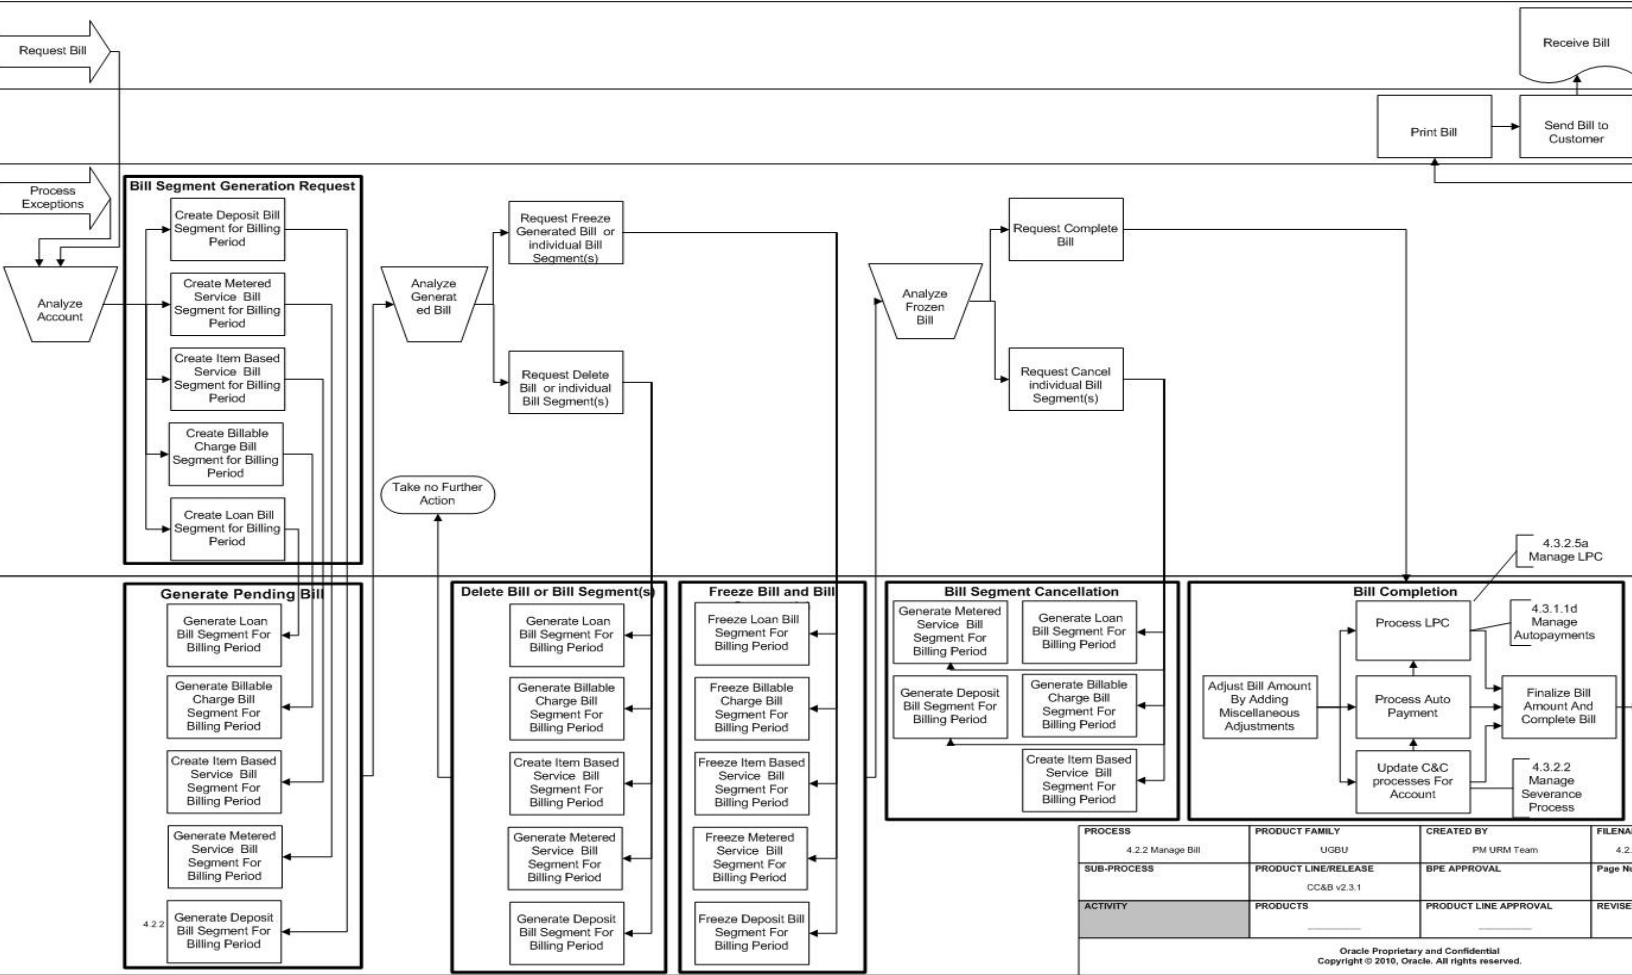 Request Bill
Receive Bill
Print Bill
Send Bill to
Customer
Process
Exceptions
Analyze
Account
Bill Segment Generation Request
Create Deposit Bill
Segment for Billing
Period
Create Metered
Service Bill
Segment for Billing
Period
Create Item Based
Service Bill
Segment for Billing
Period
Create Billable
Charge Bill
Segment for Billing
Period
Create Loan Bill
Segment for Billing
Period
Analyze
Generat
ed Bill
Request Freeze
Generated Bill or
individual Bill
Segment(s)
Request Delete
Bill or individual
Bill Segment(s)
Take no Further
Action
Analyze
Frozen
Bill
Request Complete
Bill
Request Cancel
individual Bill
Segment(s)
4.3.2.5a
Manage LPC
Generate Pending Bill
Generate Loan
Bill Segment For
Billing Period
Generate Billable
Charge Bill
Segment For
Billing Period
Create Item Based
Service Bill
Segment For
Billing Period
Generate Metered
Service Bill
Segment For
Billing Period
4.2.2
Generate Deposit
Bill Segment For
Billing Period
Delete Bill or Bill Segment(s)
Generate Loan
Bill Segment For
Billing Period
Generate Billable
Charge Bill
Segment For
Billing Period
Create Item Based
Service Bill
Segment For
Billing Period
Generate Metered
Service Bill
Segment For
Billing Period
Generate Deposit
Bill Segment For
Billing Period
Freeze Bill and Bill
Freeze Loan Bill
Segment For
Billing Period
Freeze Billable
Charge Bill
Segment For
Billing Period
Freeze Item Based
Service Bill
Segment For
Billing Period
Freeze Metered
Service Bill
Segment For
Billing Period
Freeze Deposit Bill
Segment For
Billing Period
Bill Segment Cancellation
Generate Metered
Service Bill
Segment For
Billing Period
Generate Loan
Bill Segment For
Billing Period
Generate Deposit
Bill Segment For
Billing Period
Generate Billable
Charge Bill
Segment For
Billing Period
Create Item Based
Service Bill
Segment For
Billing Period
Bill Completion
Process LPC
4.3.1.1d
Manage
Autopayments
Adjust Bill Amount
By Adding
Miscellaneous
Adjustments
Process Auto
Payment
Finalize Bill
Amount And
Complete Bill
Update C&C
processes For
Account
4.3.2.2
Manage
Severance
Process
PROCESS
4.2.2 Manage Bill
PRODUCT FAMILY
UGBU
CREATED BY
PM URM Team
FILENA
4.2.
SUB-PROCESS
PRODUCT LINE/RELEASE
CC&B v2.3.1
BPE APPROVAL
Page Nu
ACTIVITY
PRODUCTS
PRODUCT LINE APPROVAL
REVISE
Oracle Proprietary and Confidential
Copyright © 2010, Oracle. All rights reserved.